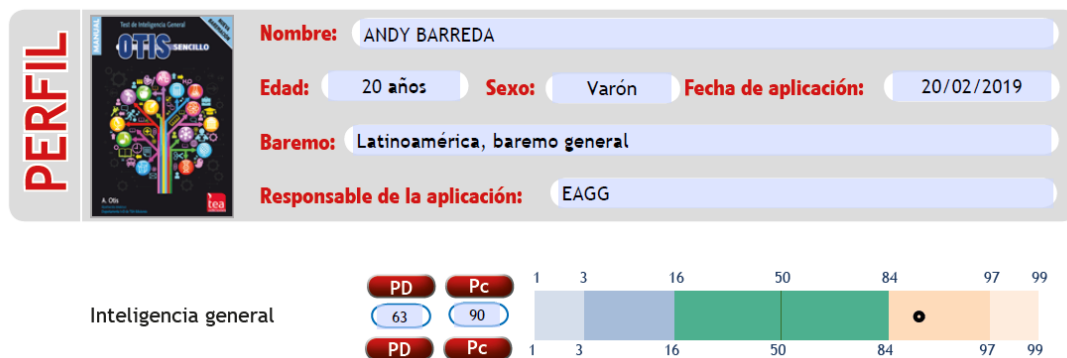 PERFIL
MANUAL
Test de Inteligencia General
OTIS SENCILLO
A. Otis
tea
Nombre: ANDY BARREDA
Edad: 20 años Sexo: Varón Fecha de aplicación: 20/02/2019
Baremo: Latinoamérica, baremo general
Responsable de la aplicación: EAGG
1 3 16 50 84 97 99
PD Pc
Inteligencia general 63 90
PD Pc
1 3 16 50 84 97 99